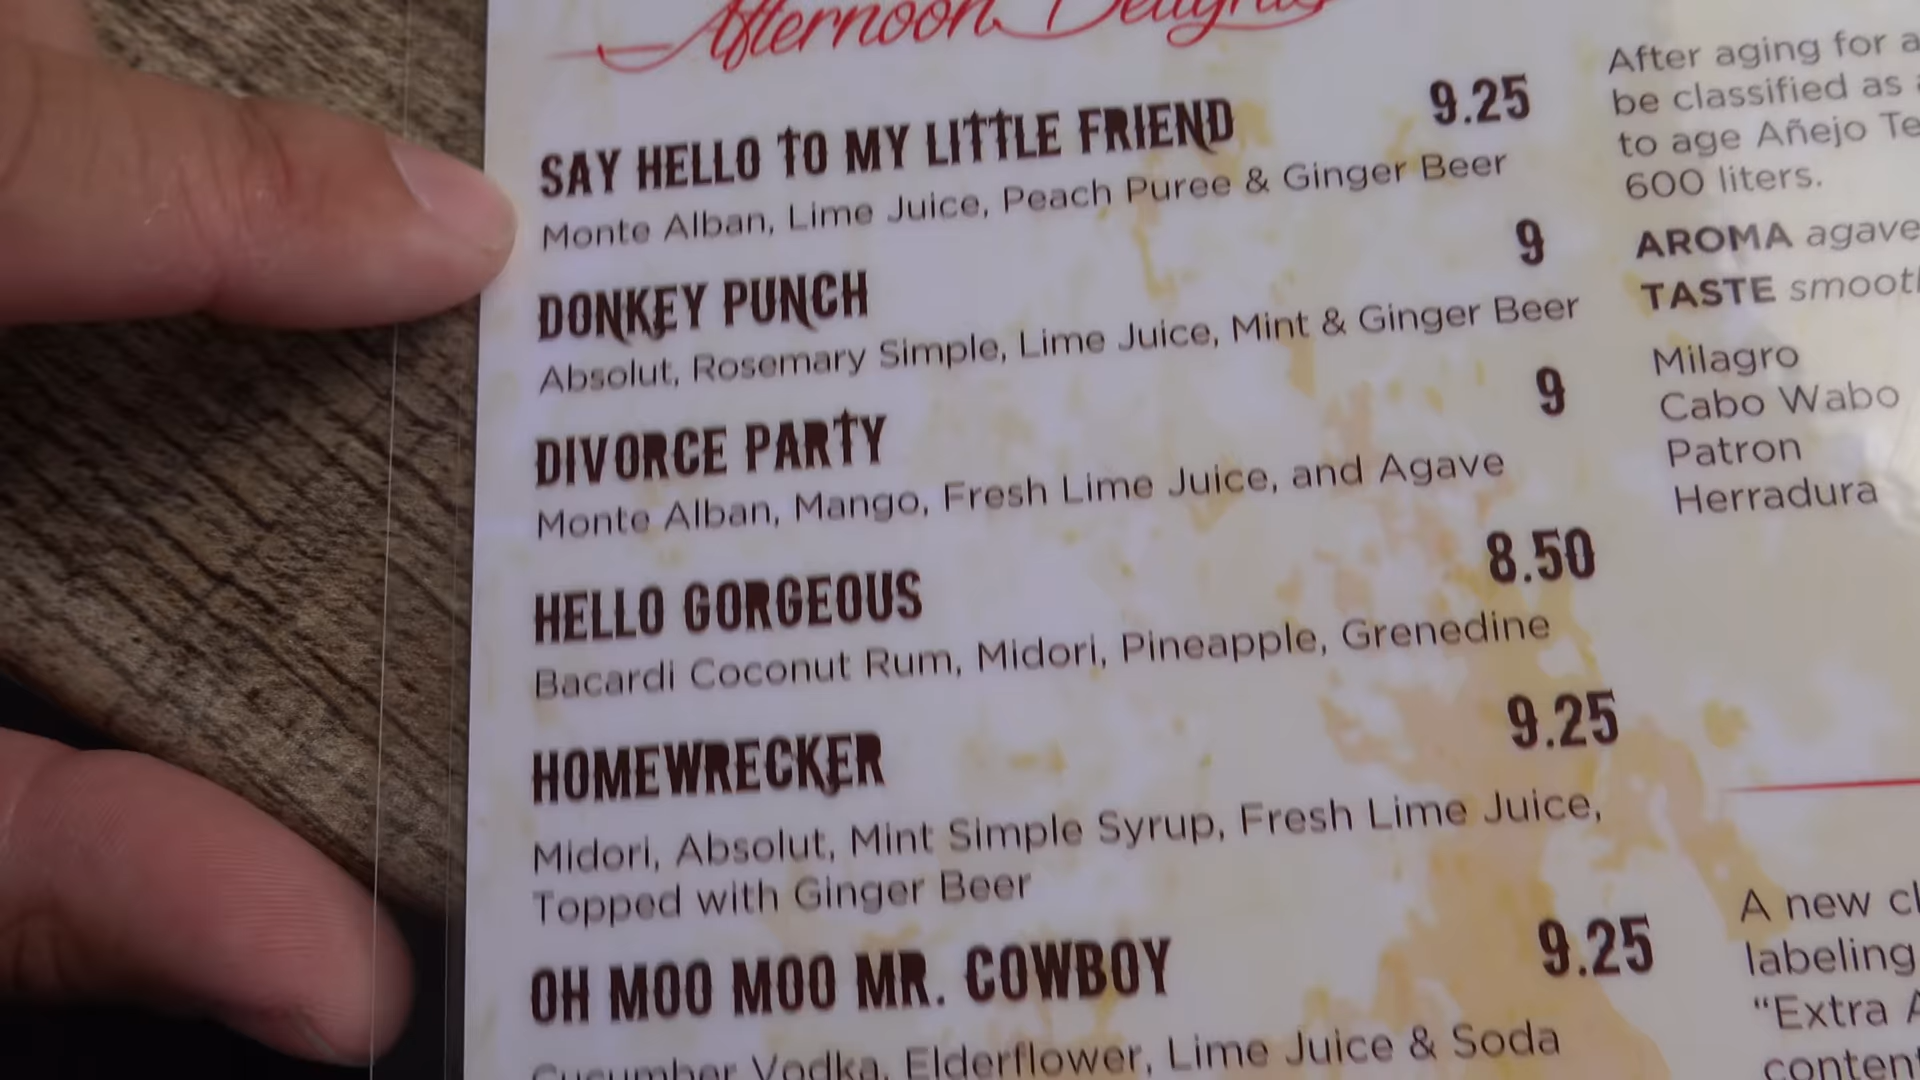 Afternoon Delights
SAY HELLO TO MY LITTLE FRIEND 9.25
Monte Alban, Lime Juice, Peach Puree & Ginger Beer
DONKEY PUNCH 9
Absolut, Rosemary Simple, Lime Juice, Mint & Ginger Beer
DIVORCE PARTY 9
Monte Alban, Mango, Fresh Lime Juice, and Agave
HELLO GORGEOUS 8.50
Bacardi Coconut Rum, Midori, Pineapple, Grenedine
HOMEWRECKER 9.25
Midori, Absolut, Mint Simple Syrup, Fresh Lime Juice,
Topped with Ginger Beer
OH MOO MOO MR. COWBOY 9.25
Cucumber Vodka, Elderflower, Lime Juice & Soda
After aging for a
be classified as
to age Añejo
600 liters.
AROMA agave
TASTE smooth
Milagro
Cabo Wabo
Patron
Herradura
A new
labeling
"Extra
content